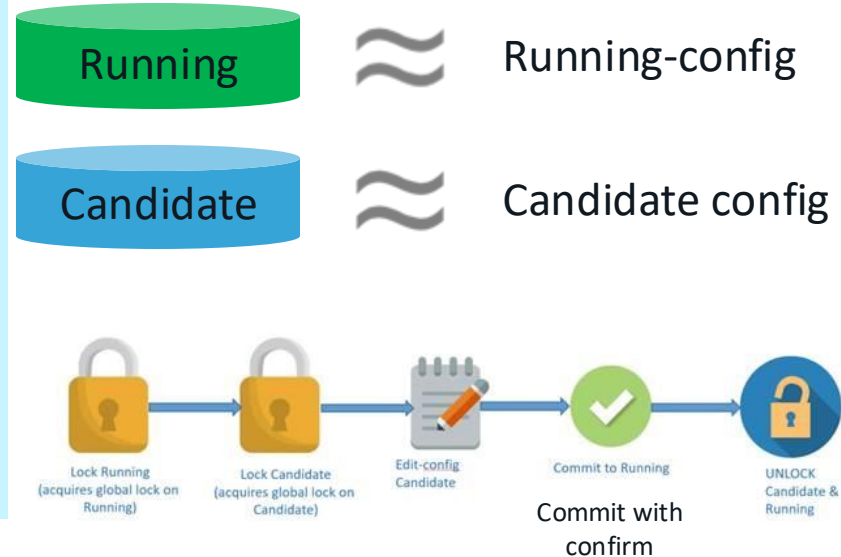 Running
Running-config
Candidate
Candidate config
Lock Running
(acquires global lock on
Running)
Lock Candidate
(acquires global lock on
Candidate)
Edit-config
Candidate
Commit to Running
Commit with
confirm
UNLOCK
Candidate &
Running